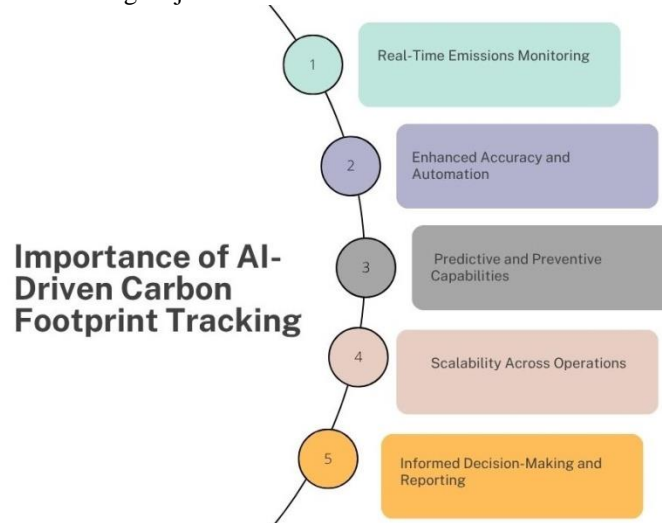 1
Real-Time Emissions Monitoring
2
Enhanced Accuracy and
Automation
Importance of AI-
Driven Carbon
Footprint Tracking
3
Predictive and Preventive
Capabilities
4
Scalability Across Operations
5
Informed Decision-Making and
Reporting